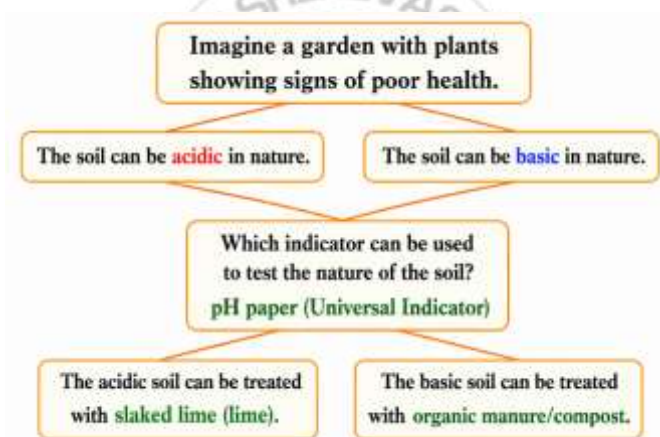 Imagine a garden with plants
showing signs of poor health.
The soil can be acidic in nature.
The soil can be basic in nature.
Which indicator can be used
to test the nature of the soil?
pH paper (Universal Indicator)
The acidic soil can be treated
with slaked lime (lime).
The basic soil can be treated
with organic manure/compost.